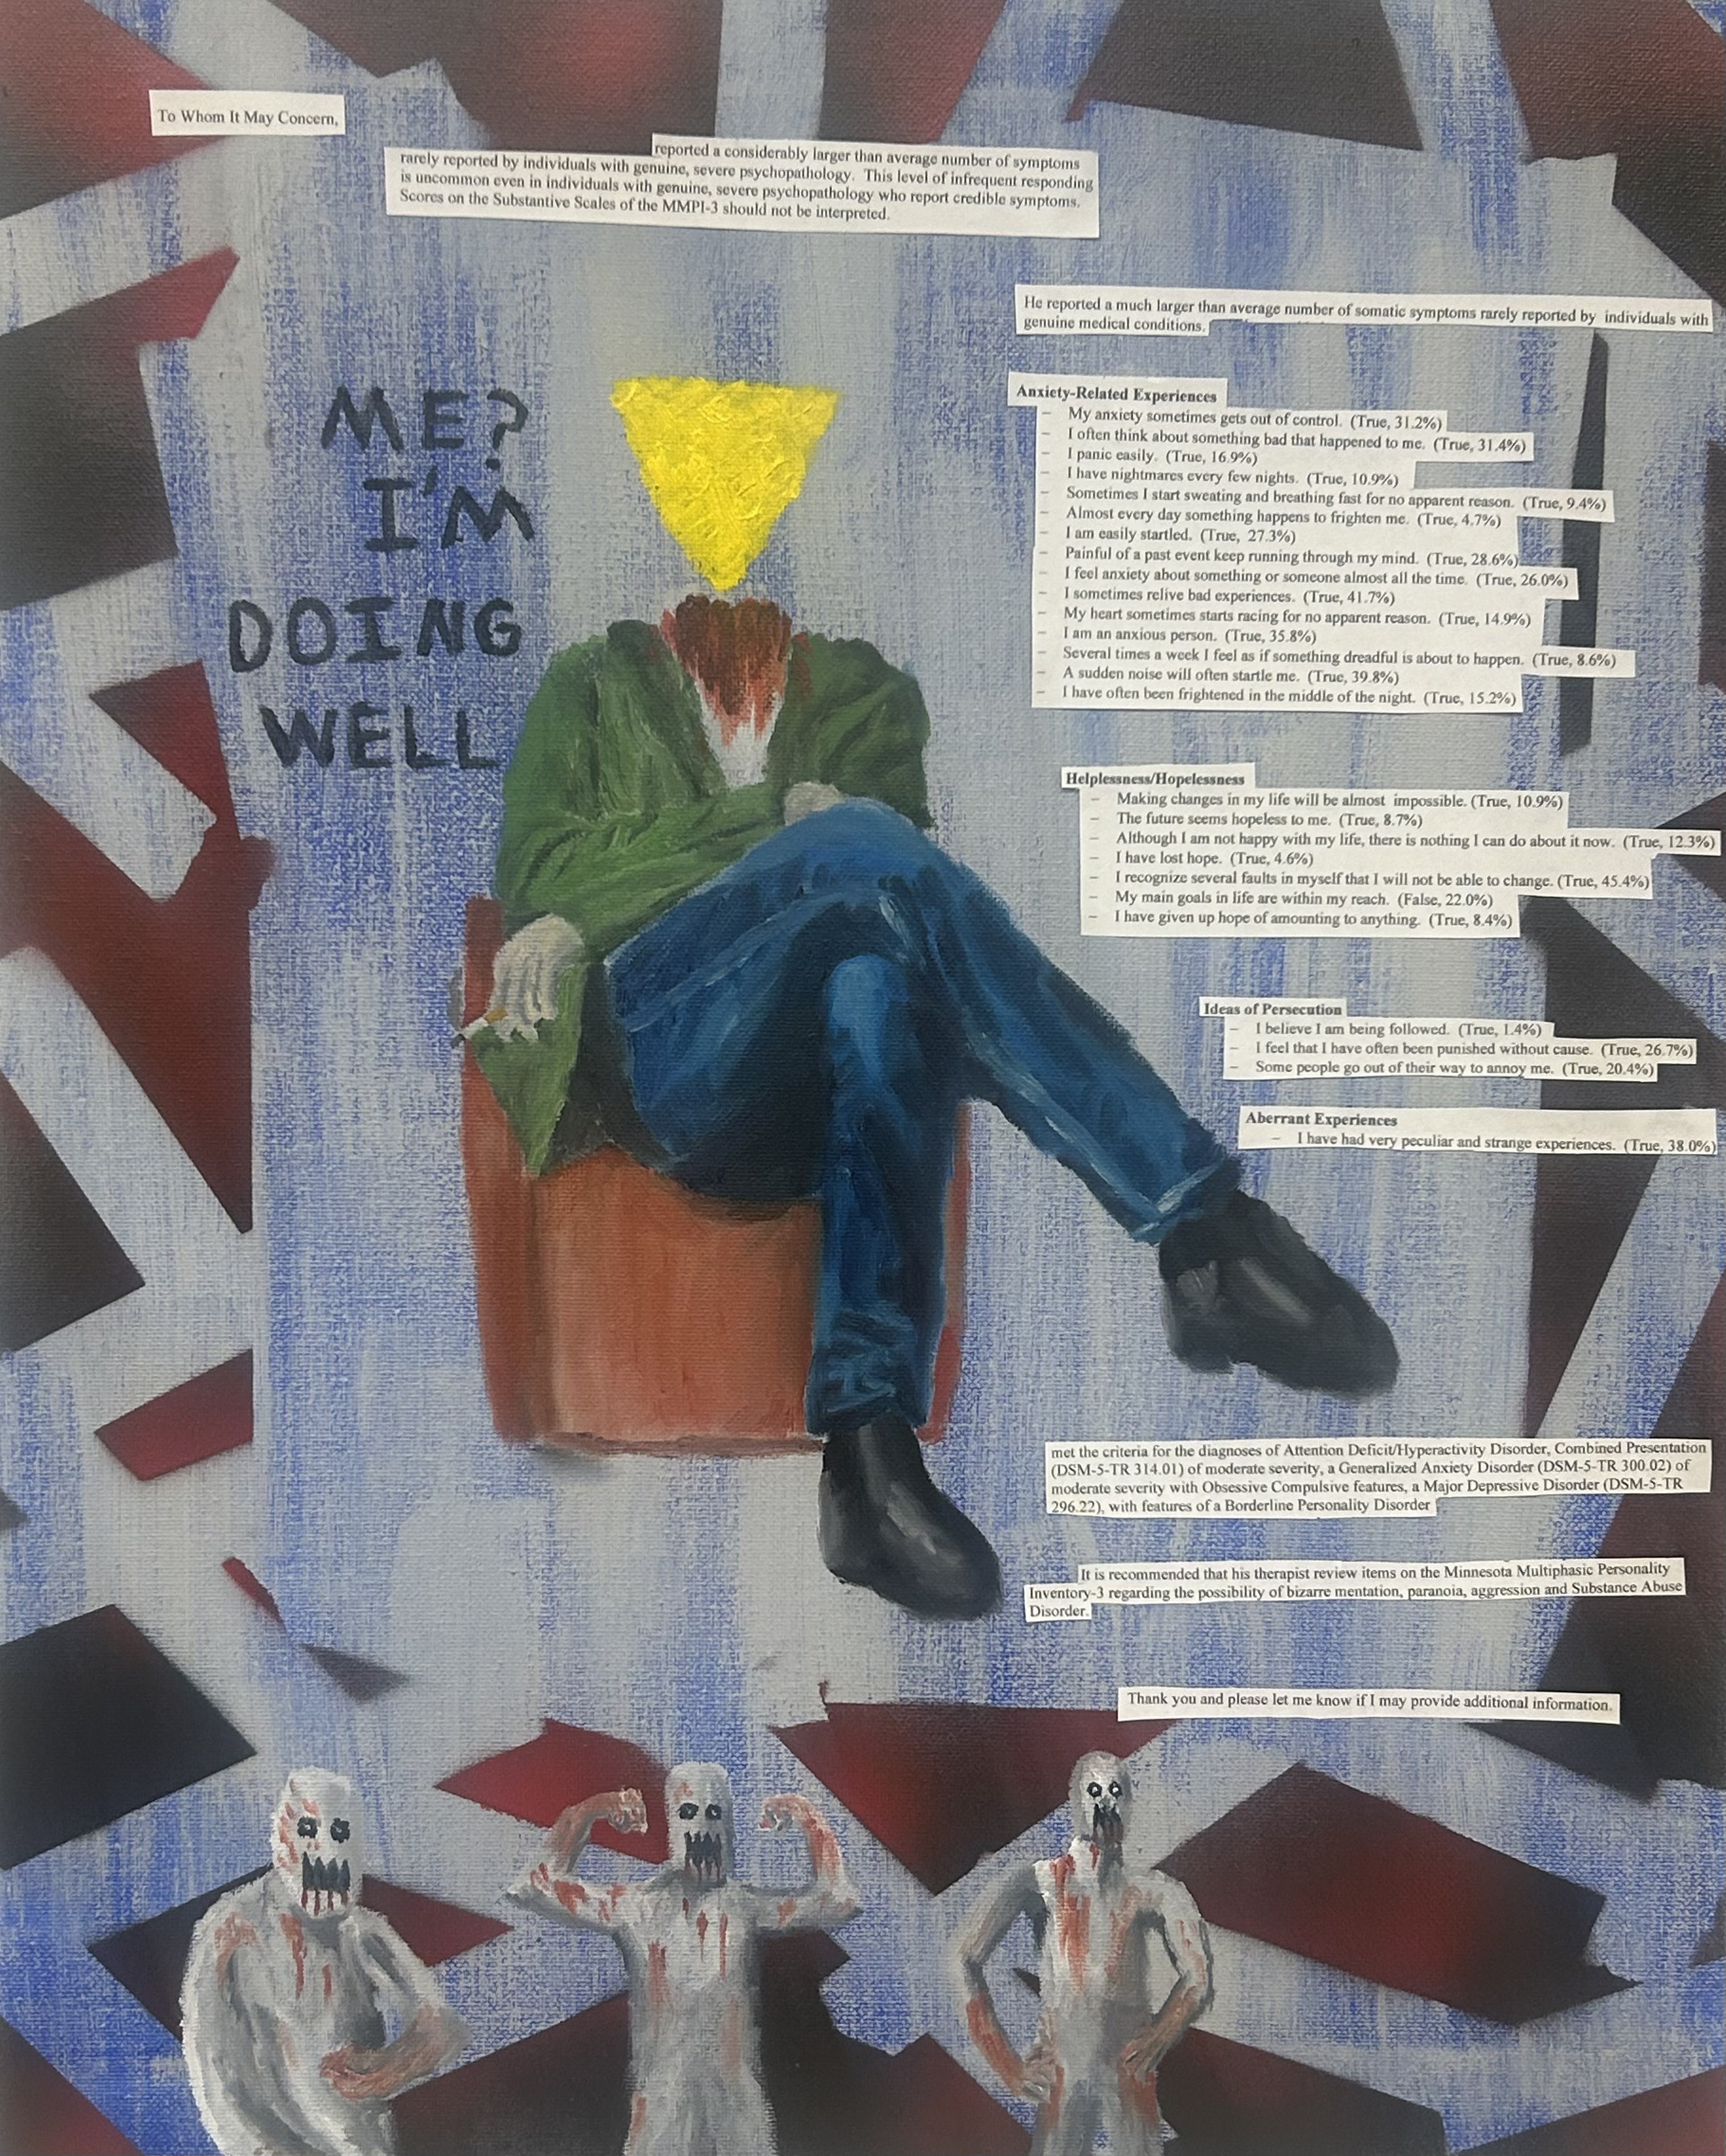 To Whom It May Concern,
reported a considerably larger than average number of symptoms
rarely reported by individuals with genuine, severe psychopathology. This level of infrequent responding
is uncommon even in individuals with genuine, severe psychopathology who report credible symptoms.
Scores on the Substantive Scales of the MMPI-3 should not be interpreted.
He reported a much larger than average number of somatic symptoms rarely reported by individuals with
genuine medical conditions.
ME?
I'M
DOING
WELL
Anxiety-Related Experiences
- My anxiety sometimes gets out of control. (True, 31.2%)
- I often think about something bad that happened to me. (True, 31.4%)
- I panic easily. (True, 16.9%)
- I have nightmares every few nights. (True, 10.9%)
- Sometimes I start sweating and breathing fast for no apparent reason. (True, 9.4%)
- Almost every day something happens to frighten me. (True, 4.7%)
- I am easily startled. (True, 27.3%)
- Painful of a past event keep running through my mind. (True, 28.6%)
- I feel anxiety about something or someone almost all the time. (True, 26.0%)
- I sometimes relive bad experiences. (True, 41.7%)
- My heart sometimes starts racing for no apparent reason. (True, 14.9%)
- I am an anxious person. (True, 35.8%)
- Several times a week I feel as if something dreadful is about to happen. (True, 8.6%)
- A sudden noise will often startle me. (True, 39.8%)
- I have often been frightened in the middle of the night. (True, 15.2%)
Helplessness/Hopelessness
- Making changes in my life will be almost impossible. (True, 10.9%)
- The future seems hopeless to me. (True, 8.7%)
- Although I am not happy with my life, there is nothing I can do about it now. (True, 12.3%)
- I have lost hope. (True, 4.6%)
- I recognize several faults in myself that I will not be able to change. (True, 45.4%)
- My main goals in life are within my reach. (False, 22.0%)
- I have given up hope of amounting to anything. (True, 8.4%)
Ideas of Persecution
- I believe I am being followed. (True, 1.4%)
- I feel that I have often been punished without cause. (True, 26.7%)
- Some people go out of their way to annoy me. (True, 20.4%)
Aberrant Experiences
- I have had very peculiar and strange experiences. (True, 38.0%)
met the criteria for the diagnoses of Attention Deficit/Hyperactivity Disorder, Combined Presentation
(DSM-5-TR 314.01) of moderate severity, a Generalized Anxiety Disorder (DSM-5-TR 300.02) of
moderate severity with Obsessive Compulsive features, a Major Depressive Disorder (DSM-5-TR
296.22), with features of a Borderline Personality Disorder
It is recommended that his therapist review items on the Minnesota Multiphasic Personality
Inventory-3 regarding the possibility of bizarre mentation, paranoia, aggression and Substance Abuse
Disorder.
Thank you and please let me know if I may provide additional information.